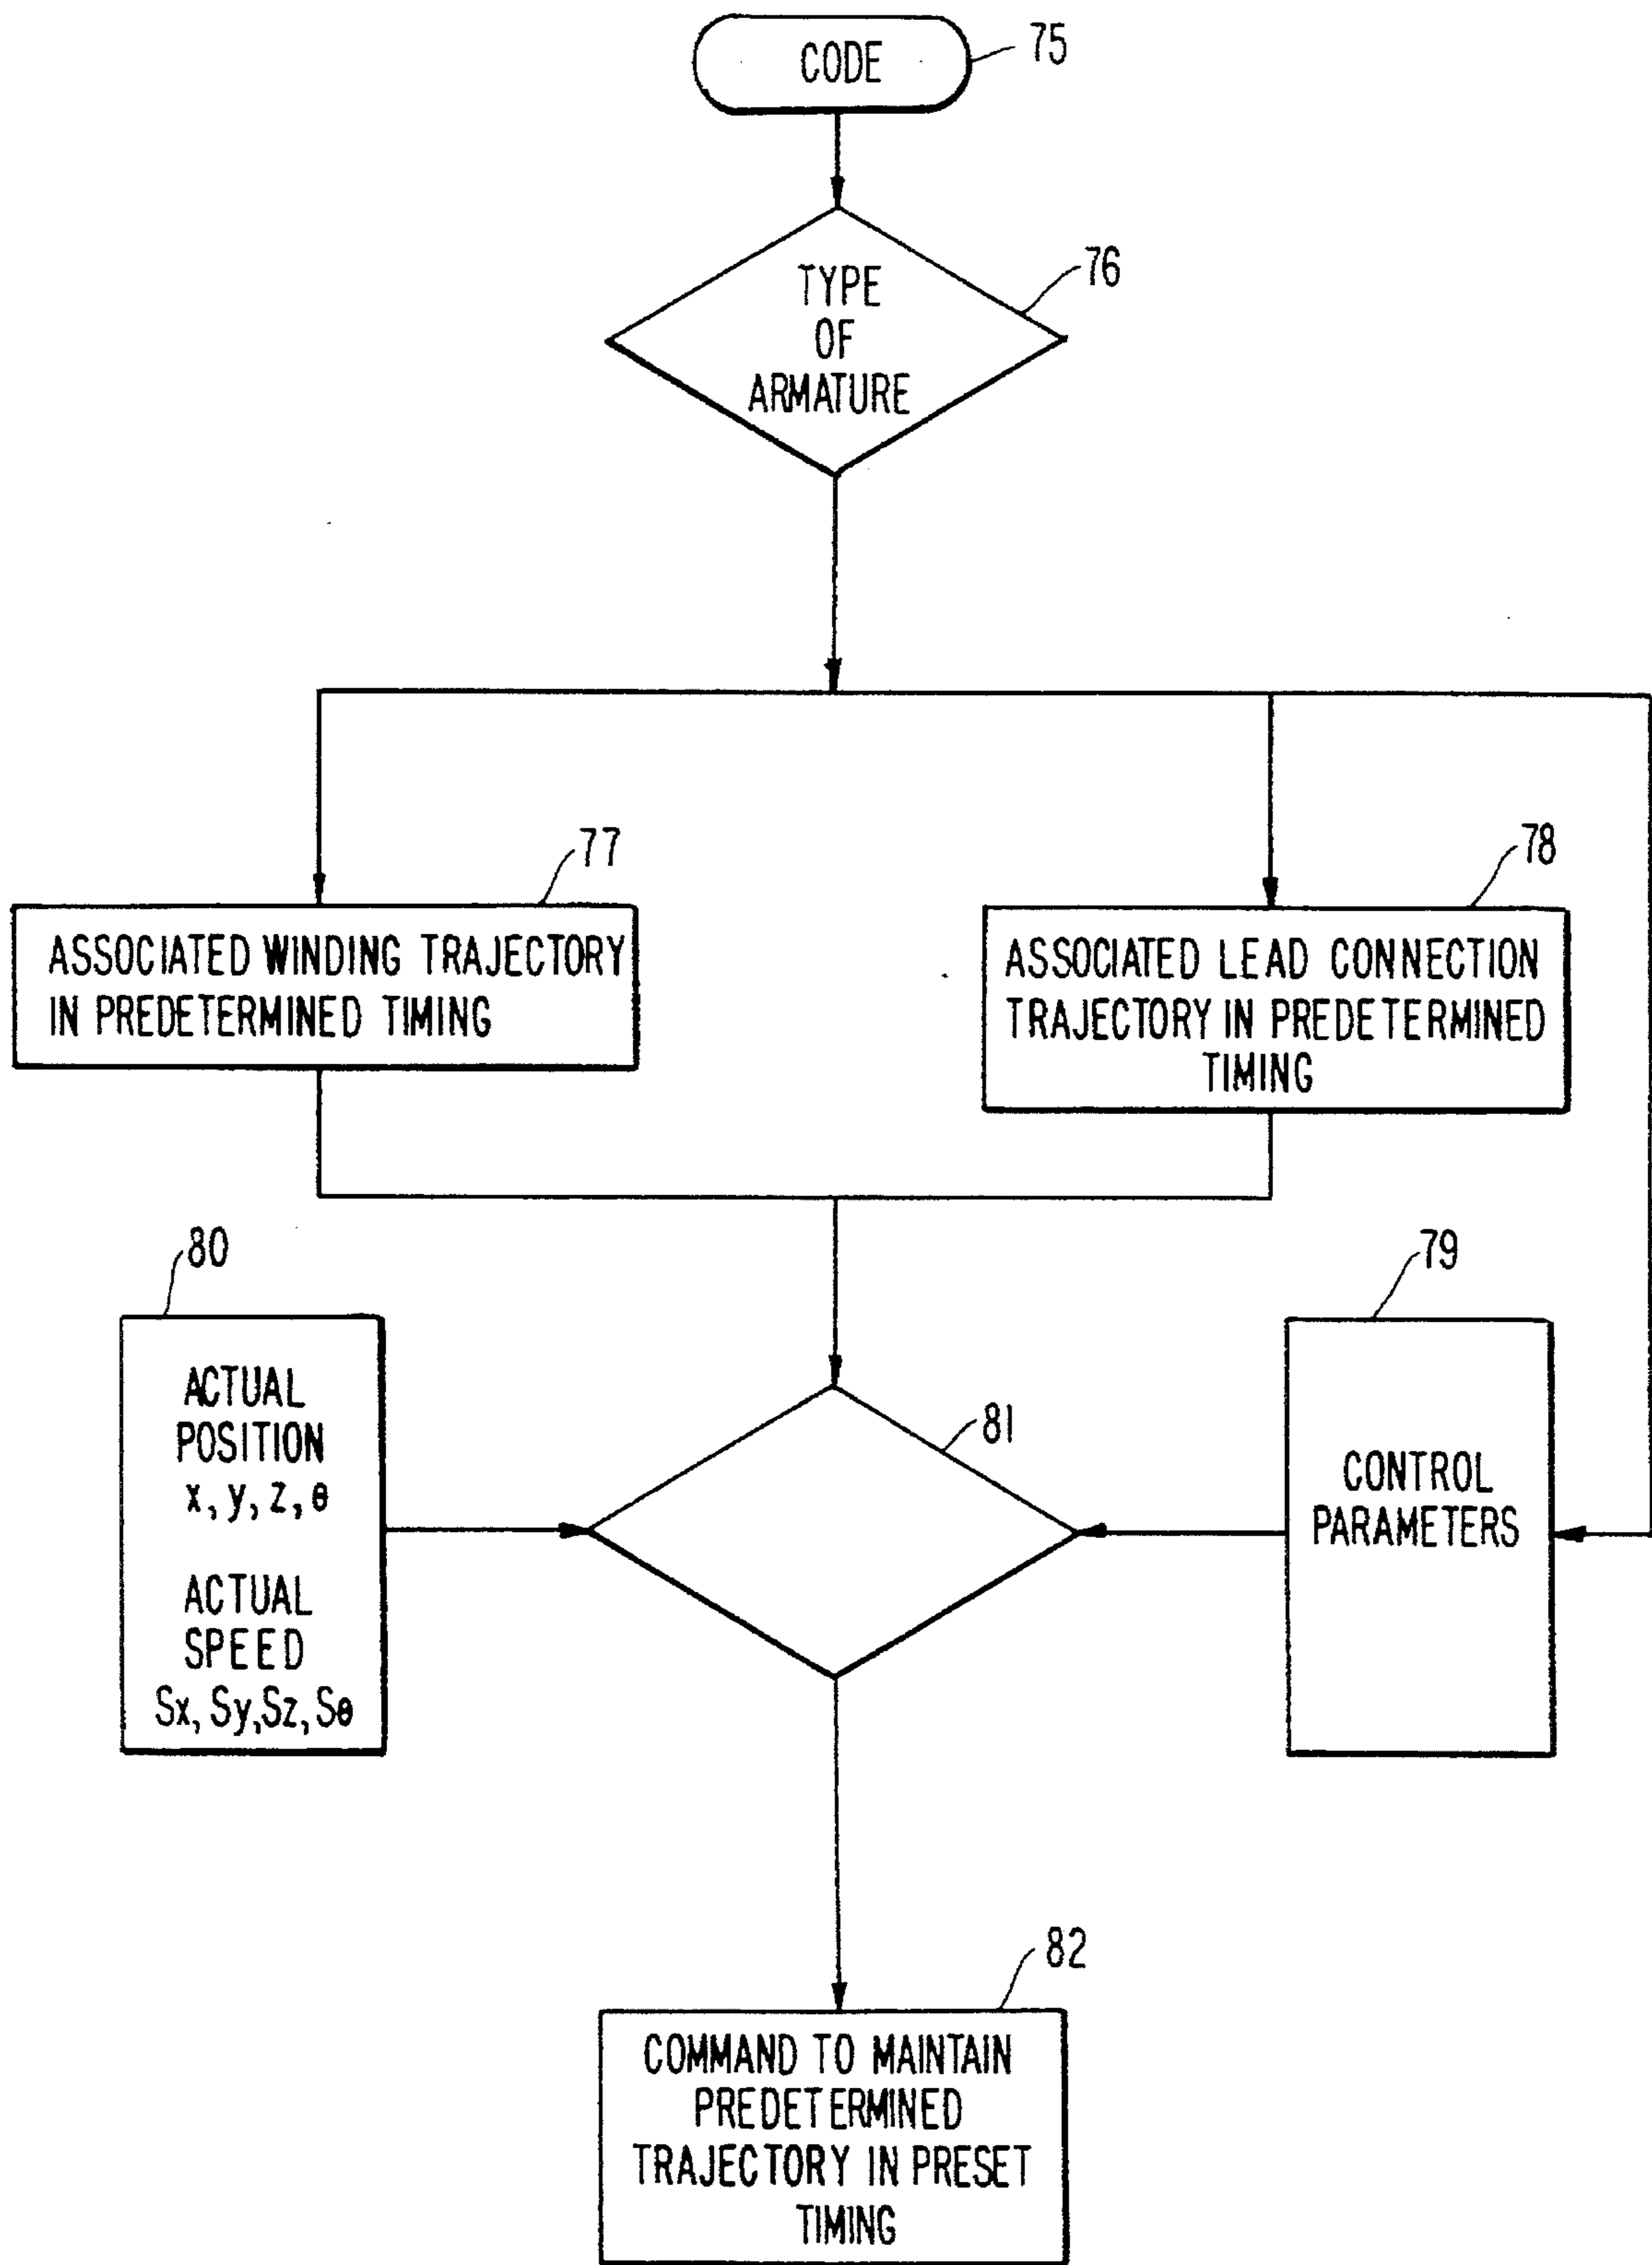 CODE
75
TYPE
OF
ARMATURE
76
77
ASSOCIATED WINDING TRAJECTORY
IN PREDETERMINED TIMING
78
ASSOCIATED LEAD CONNECTION
TRAJECTORY IN PREDETERMINED
TIMING
80
ACTUAL
POSITION
x, y, z, θ
ACTUAL
SPEED
Sx, Sy, Sz, Sθ
81
79
CONTROL
PARAMETERS
82
COMMAND TO MAINTAIN
PREDETERMINED
TRAJECTORY IN PRESET
TIMING